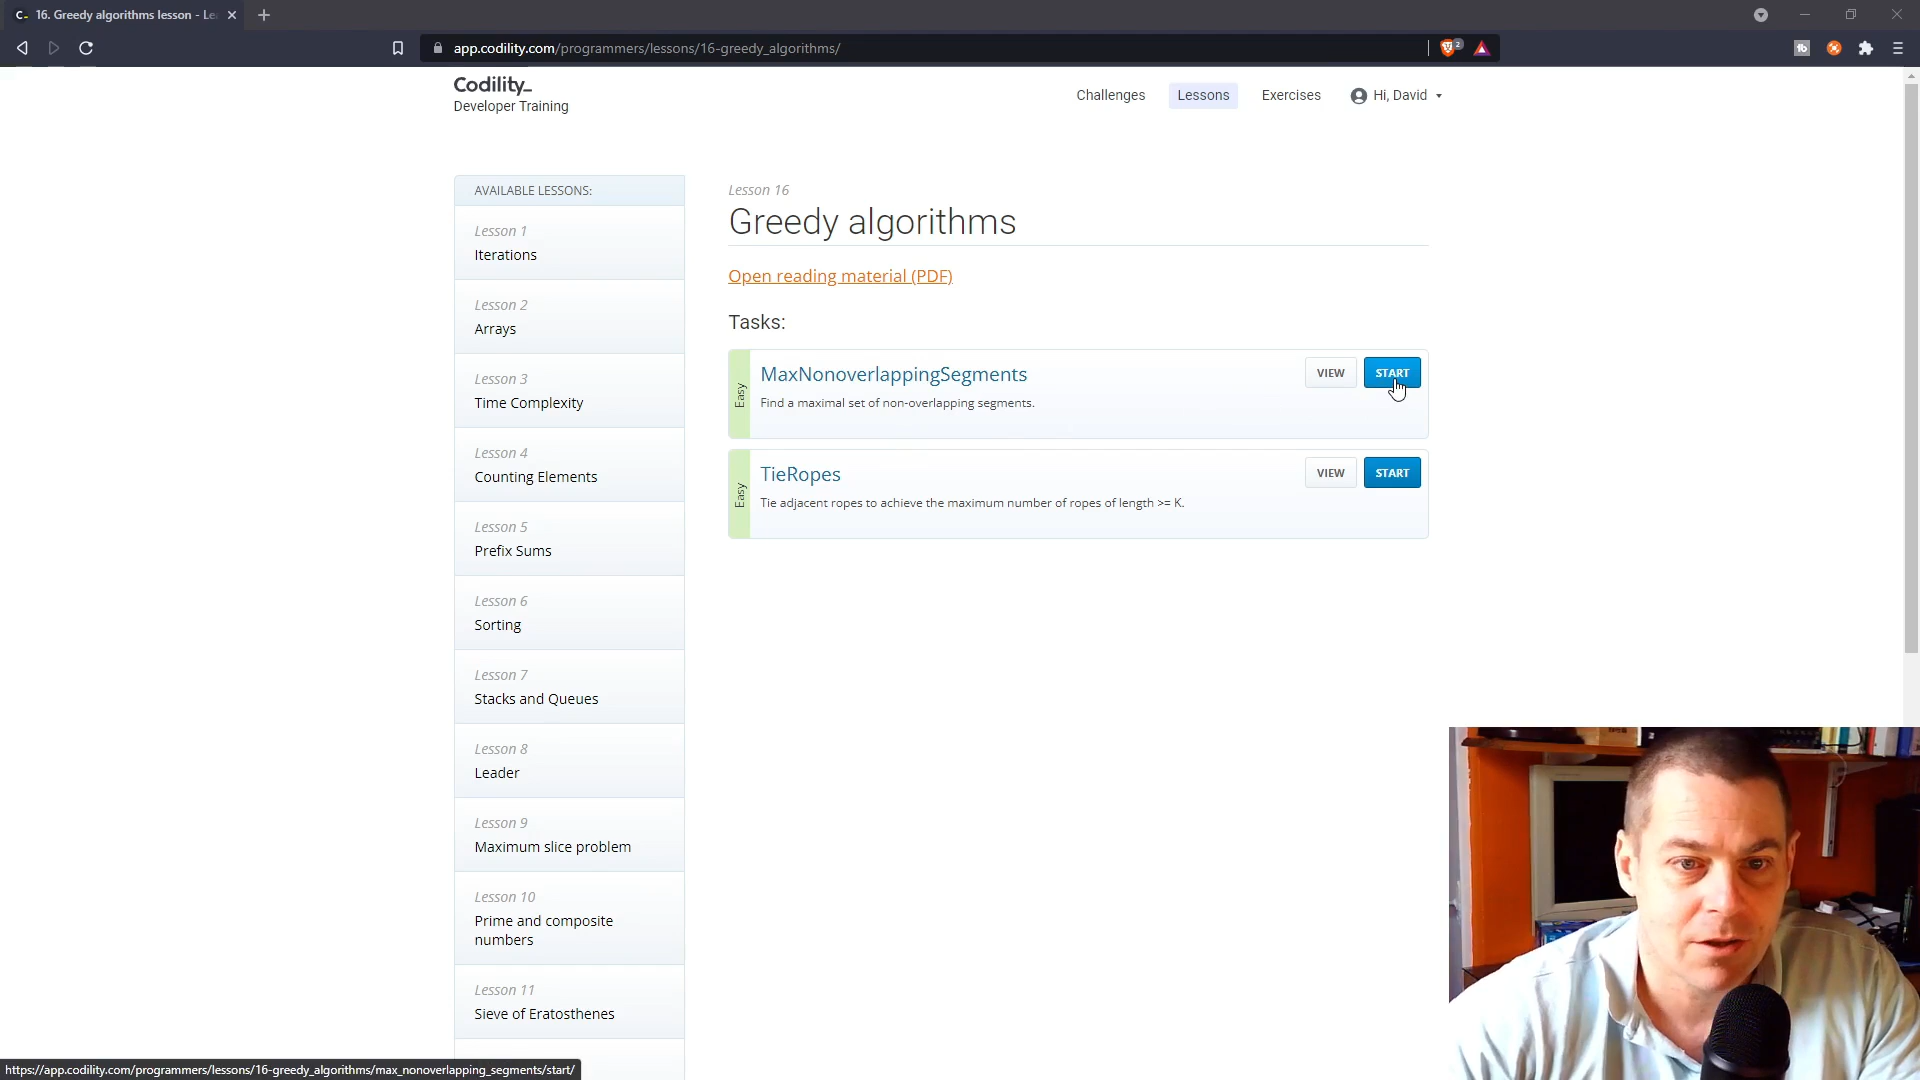 16. Greedy algorithms lesson - Le
app.codility.com/programmers/lessons/16-greedy_algorithms/
2
Codility_
Developer Training
Challenges
Lessons
Exercises
Hi, David
AVAILABLE LESSONS:
Lesson 1
Iterations
Lesson 2
Arrays
Lesson 3
Time Complexity
Lesson 4
Counting Elements
Lesson 5
Prefix Sums
Lesson 6
Sorting
Lesson 7
Stacks and Queues
Lesson 8
Leader
Lesson 9
Maximum slice problem
Lesson 10
Prime and composite
numbers
Lesson 11
Sieve of Eratosthenes
Lesson 16
Greedy algorithms
Open reading material (PDF)
Tasks:
Easy
MaxNonoverlappingSegments
Find a maximal set of non-overlapping segments.
VIEW
START
Easy
TieRopes
Tie adjacent ropes to achieve the maximum number of ropes of length >= K.
VIEW
START
https://app.codility.com/programmers/lessons/16-greedy_algorithms/max_nonoverlapping_segments/start/